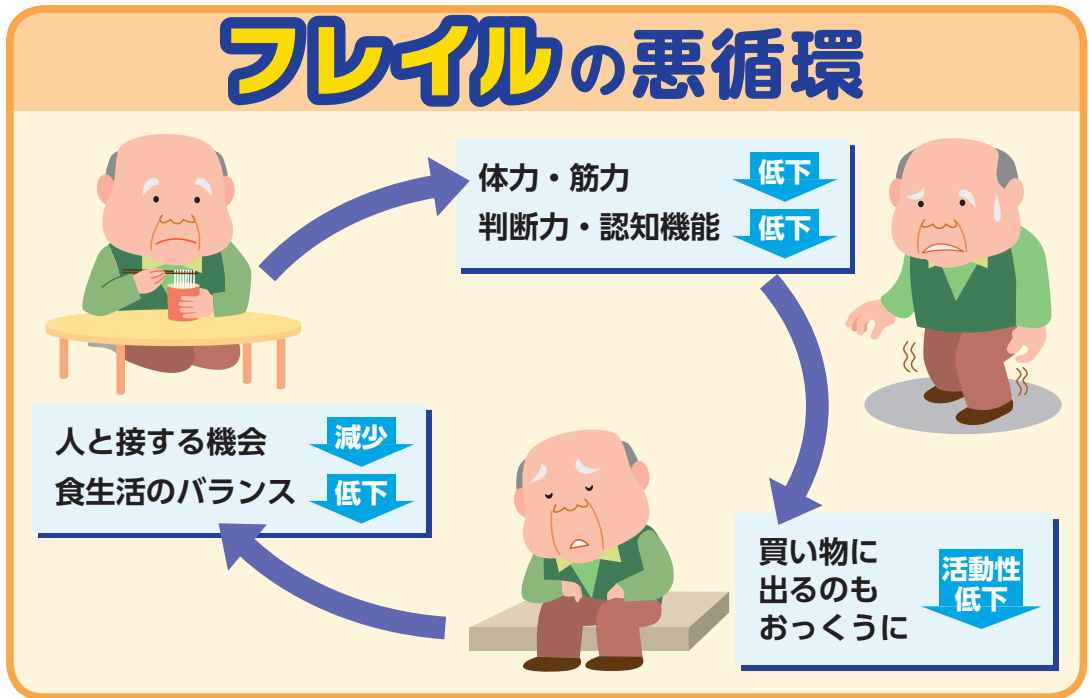 フレイルの悪循環
体力・筋力 低下
判断力・認知機能 低下
買い物に
出るのも
おっくうに
活動性
低下
人と接する機会 減少
食生活のバランス 低下